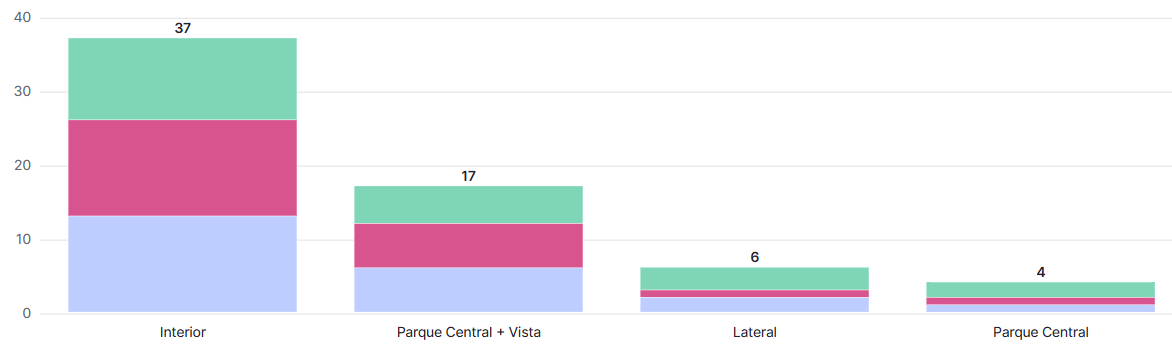 40
37
30
20
17
10
6
4
0
Interior
Parque Central + Vista
Lateral
Parque Central